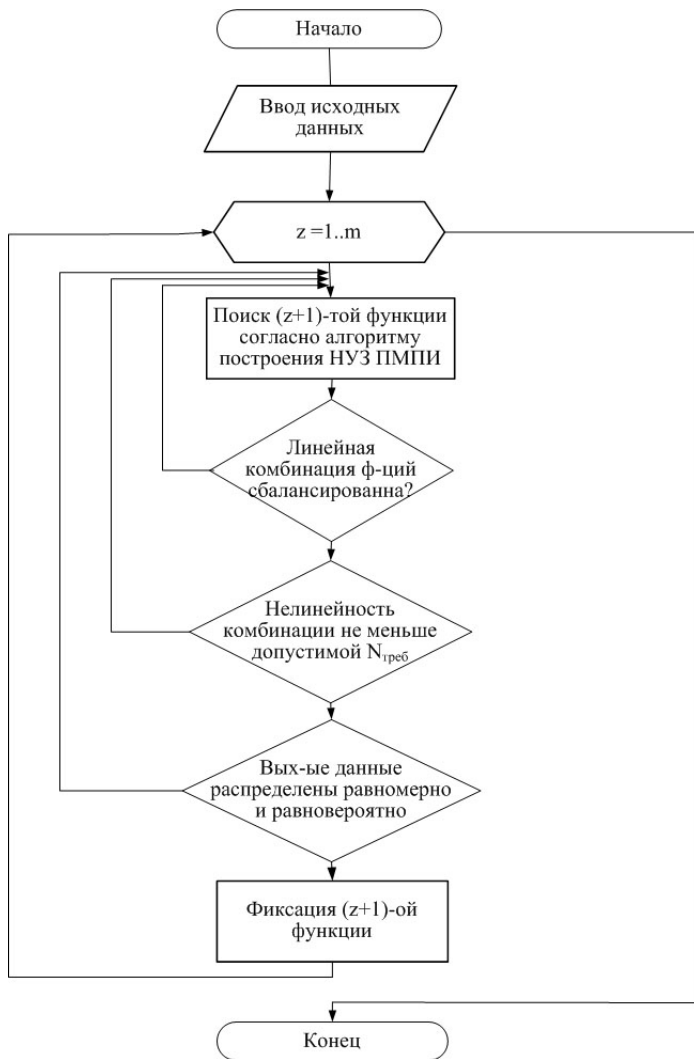 Начало
Ввод исходных
данных
z =1..m
Поиск (z+1)-той функции
согласно алгоритму
построения НУЗ ПМПИ
Линейная
комбинация ф-ций
сбалансированна?
Нелинейность
комбинации не меньше
допустимой Nтреб
Вых-ые данные
распределены равномерно
и равновероятно
Фиксация (z+1)-ой
функции
Конец